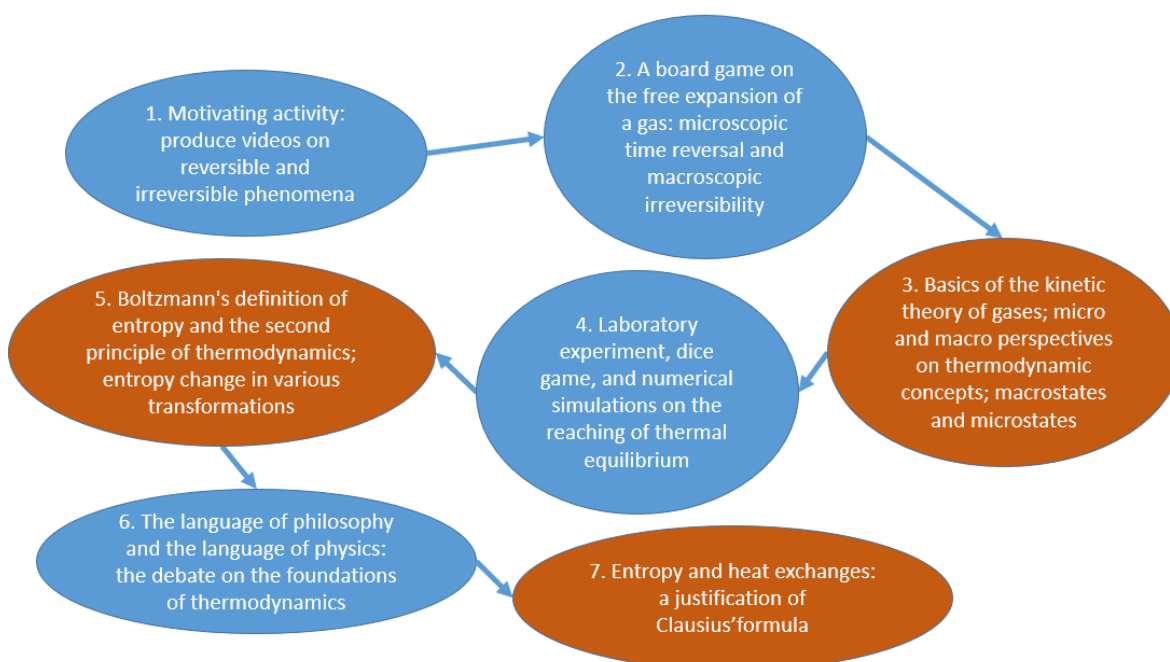 1. Motivating activity:
produce videos on
reversible and
irreversible phenomena
2. A board game on
the free expansion of
a gas: microscopic
time reversal and
macroscopic
irreversibility
3. Basics of the kinetic
theory of gases; micro
and macro perspectives
on thermodynamic
concepts; macrostates
and microstates
4. Laboratory
experiment, dice
game, and numerical
simulations on the
reaching of thermal
equilibrium
5. Boltzmann's definition of
entropy and the second
principle of thermodynamics;
entropy change in various
transformations
6. The language of philosophy
and the language of physics:
the debate on the foundations
of thermodynamics
7. Entropy and heat exchanges:
a justification of
Clausius’formula